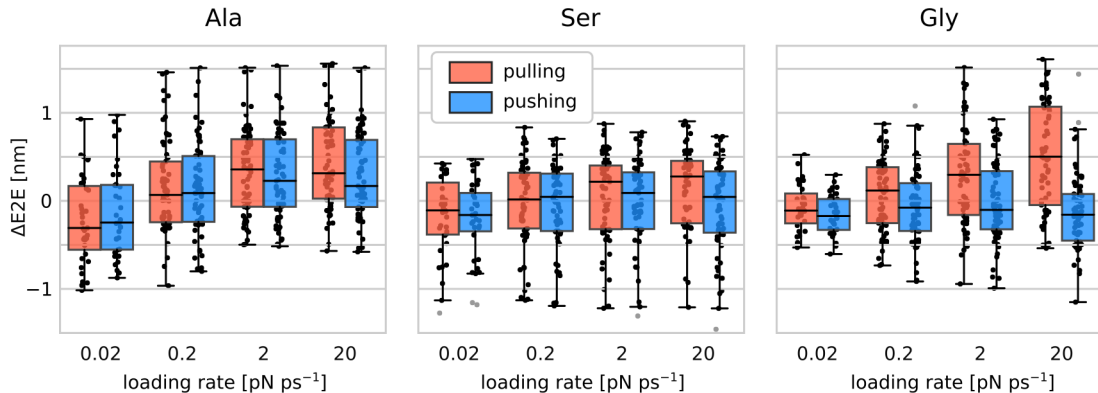 Ala Ser Gly
pulling
pushing
ΔE2E [nm]
1
0
−1
0.02 0.2 2 20 0.02 0.2 2 20 0.02 0.2 2 20
loading rate [pN ps⁻¹] loading rate [pN ps⁻¹] loading rate [pN ps⁻¹]